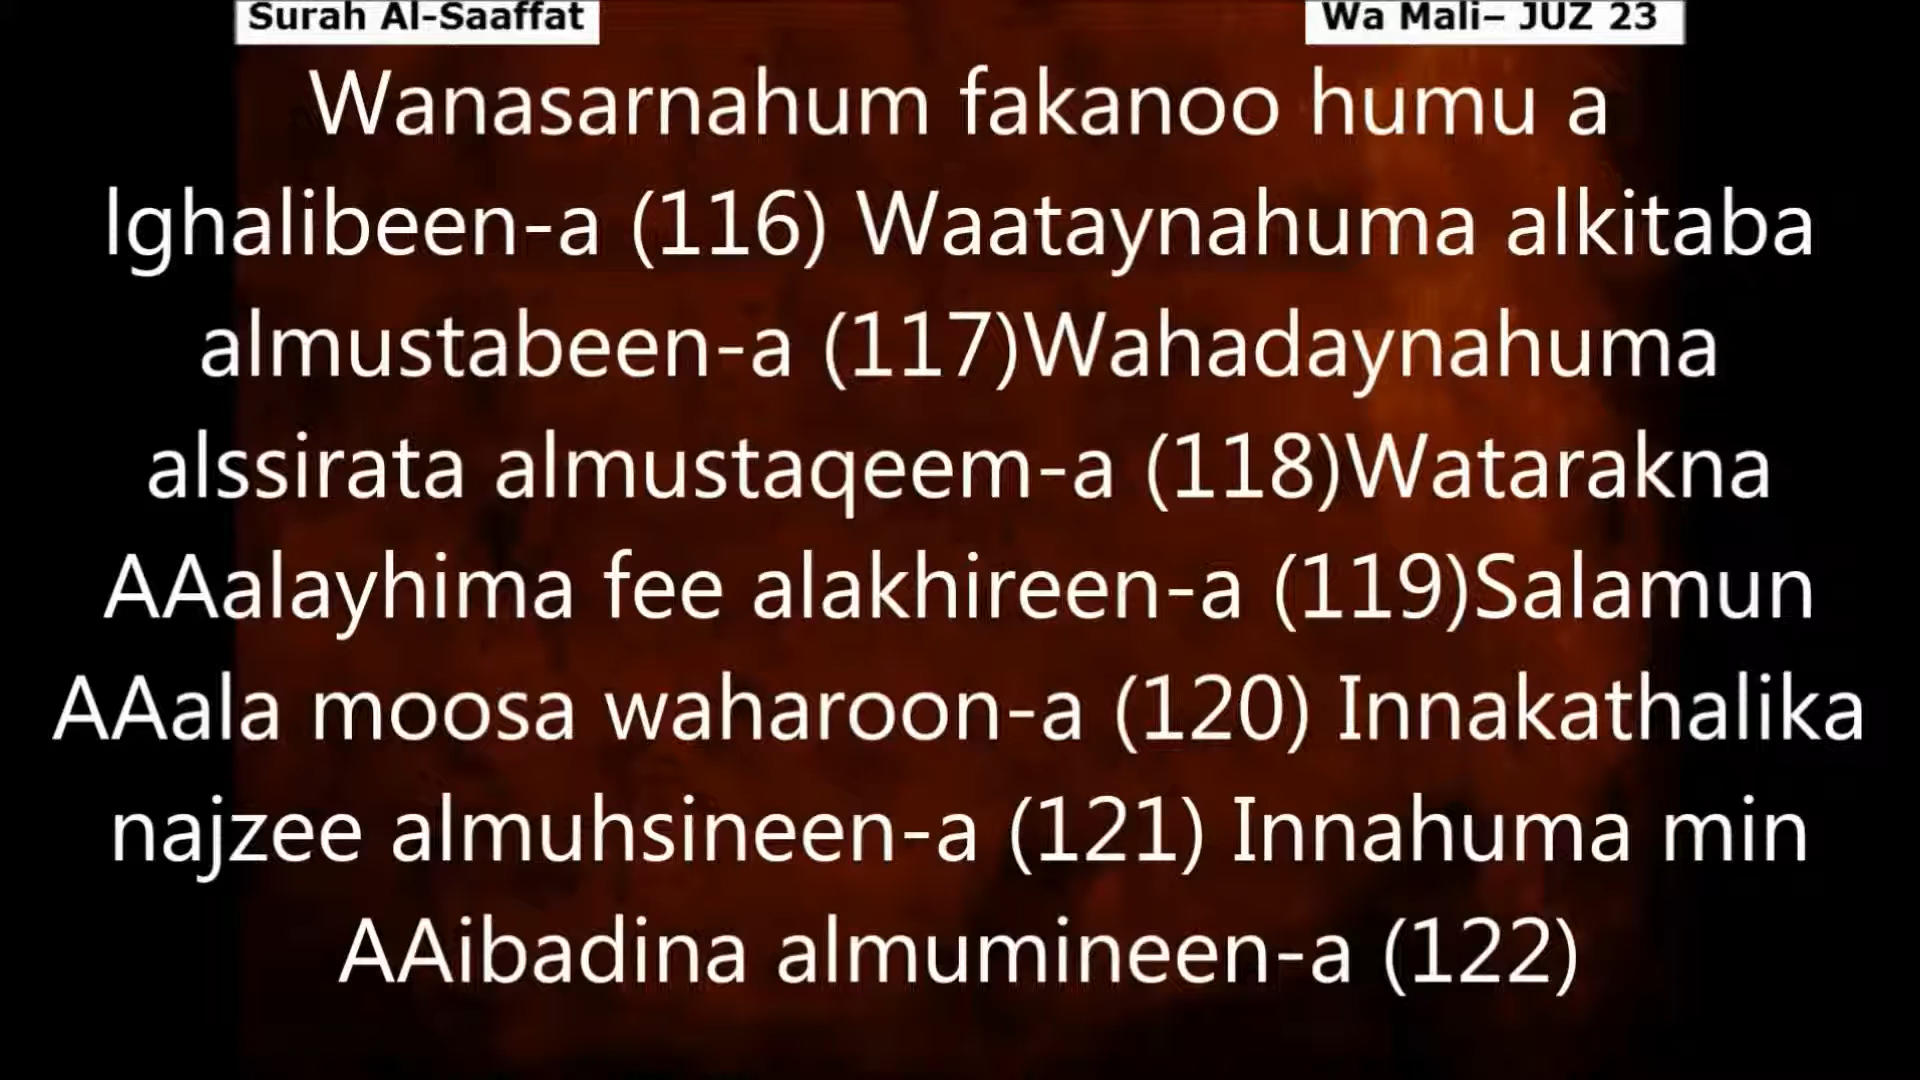 Surah Al-Saaffat
Wa Mali– JUZ 23
Wanasarnahum fakanoo humu a
lghalibeen-a (116) Waataynahuma alkitaba
almustabeen-a (117)Wahadaynahuma
alssirata almustaqeem-a (118)Watarakna
AAalayhima fee alakhireen-a (119)Salamun
AAala moosa waharoon-a (120) Innakathalika
najzee almuhsineen-a (121) Innahuma min
AAibadina almumineen-a (122)